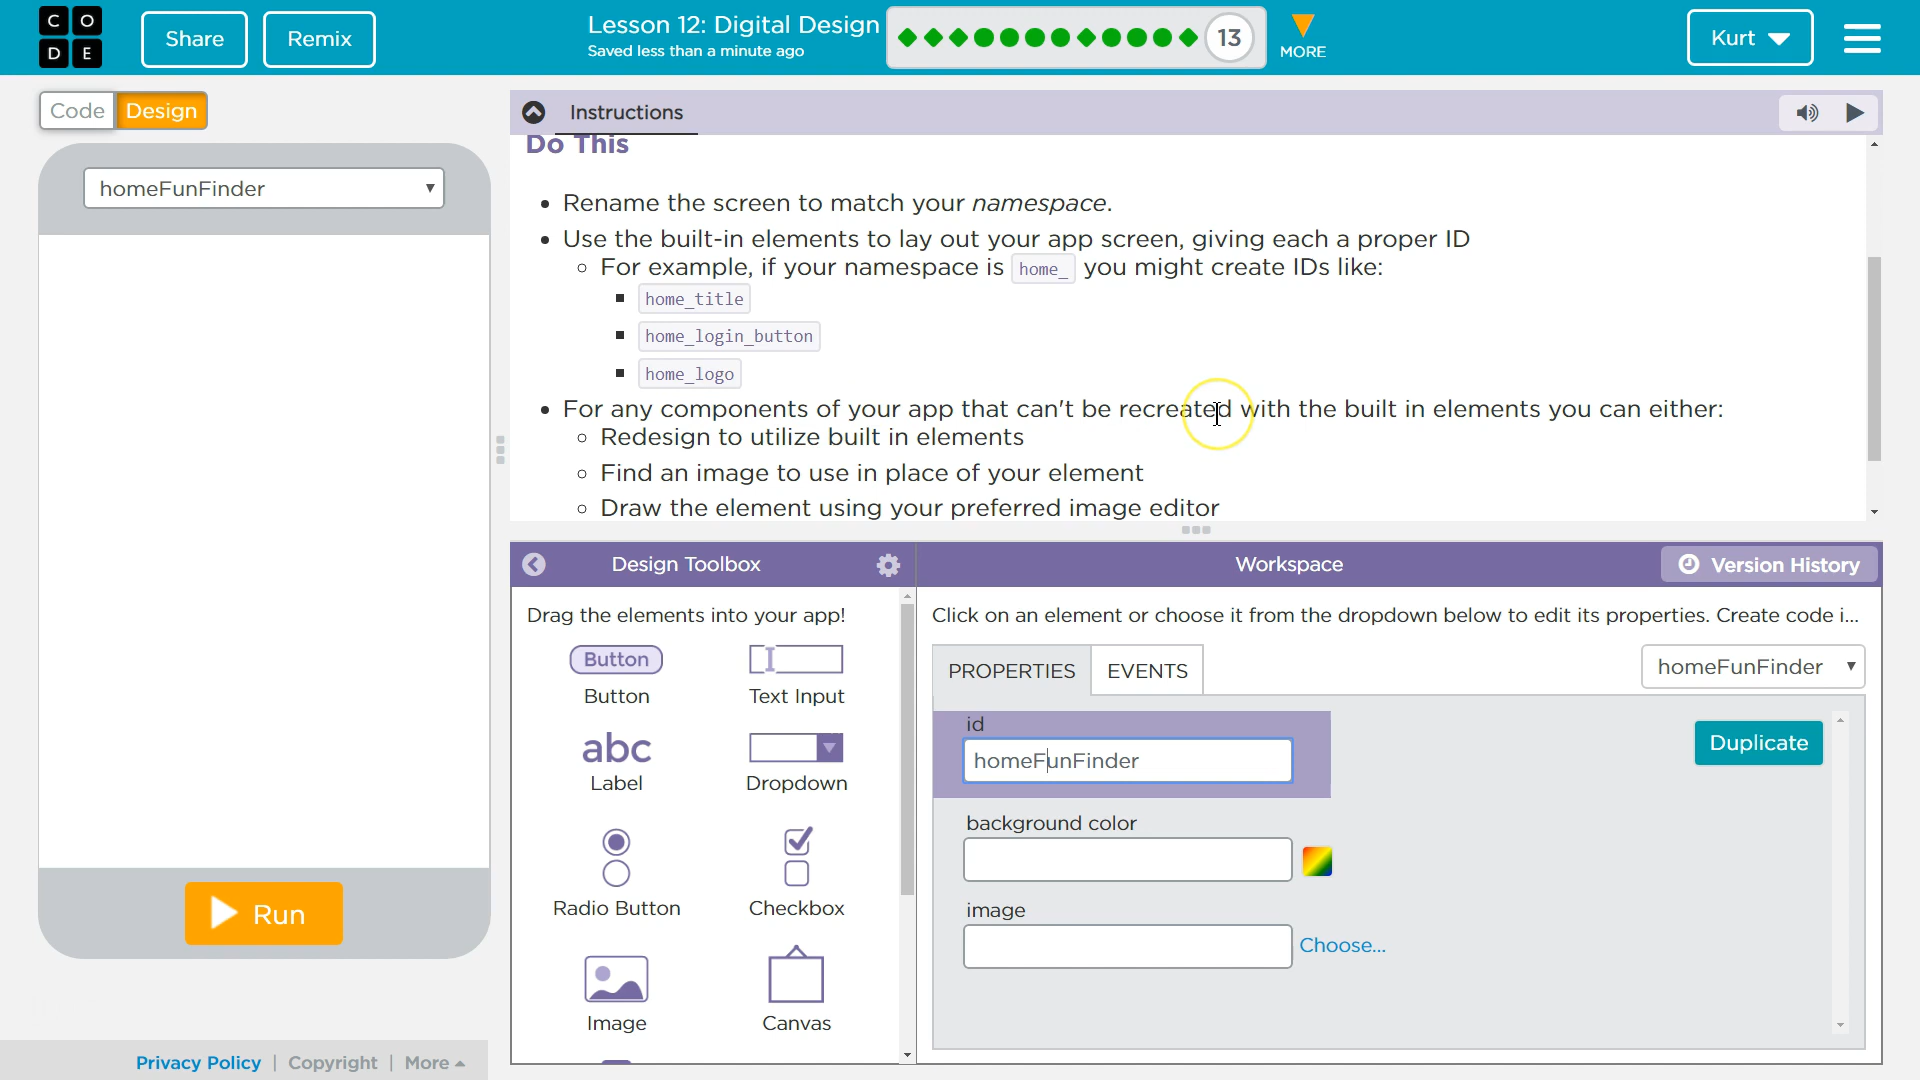 C O
D E
Share
Remix
Lesson 12: Digital Design
Saved less than a minute ago
13
MORE
Kurt
Code
Design
homeFunFinder
Run
Privacy Policy | Copyright | More
Instructions
Do This
Rename the screen to match your namespace.
Use the built-in elements to lay out your app screen, giving each a proper ID
For example, if your namespace is home_ you might create IDs like:
home_title
home_login_button
home_logo
For any components of your app that can't be recreated with the built in elements you can either:
Redesign to utilize built in elements
Find an image to use in place of your element
Draw the element using your preferred image editor
Design Toolbox
Drag the elements into your app!
Button
Button
Text Input
abc
Label
Dropdown
Radio Button
Checkbox
Image
Canvas
Workspace
Version History
Click on an element or choose it from the dropdown below to edit its properties. Create code i...
PROPERTIES
EVENTS
homeFunFinder
id
homeFunFinder
Duplicate
background color
image
Choose...